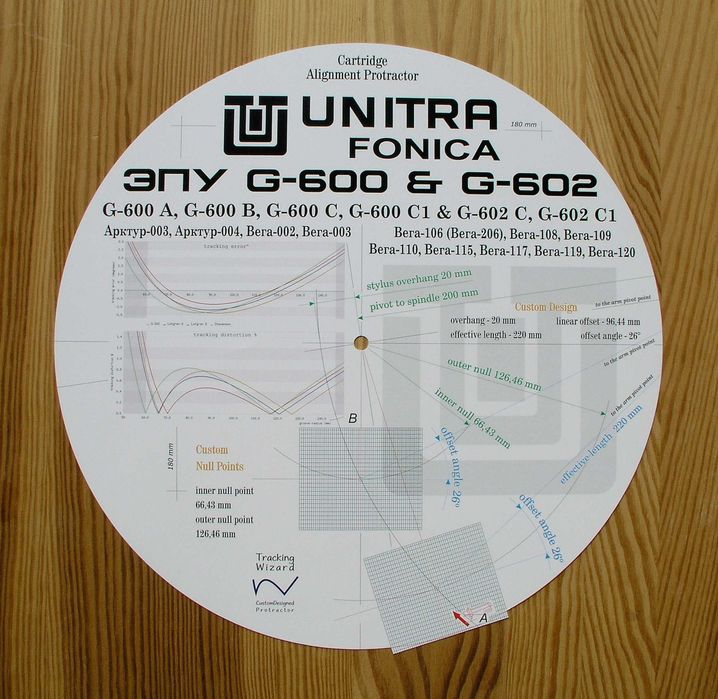 Cartridge
Alignment Protractor
UNITRA
FONICA
180 mm
ЭПУ G-600 & G-602
G-600 A, G-600 B, G-600 C, G-600 C1 & G-602 C, G-602 C1
Арктур-003, Арктур-004, Вега-002, Вега-003
Вега-106 (Вега-206), Вега-108, Вега-109
Вега-110, Вега-115, Вега-117, Вега-119, Вега-120
tracking error°
stylus overhang 20 mm
pivot to spindle 200 mm
Custom Design
to the arm pivot point
overhang - 20 mm
linear offset - 96,44 mm
effective length - 220 mm
offset angle - 26°
tracking distortion %
to the arm pivot point
outer null 126,46 mm
to the arm pivot point
inner null 66,43 mm
B
180 mm
Custom
Null Points
offset angle 26°
effective length 220 mm
inner null point
66,43 mm
outer null point
126,46 mm
offset angle 26°
Tracking
Wizard
CustomDesigned
Protractor
A